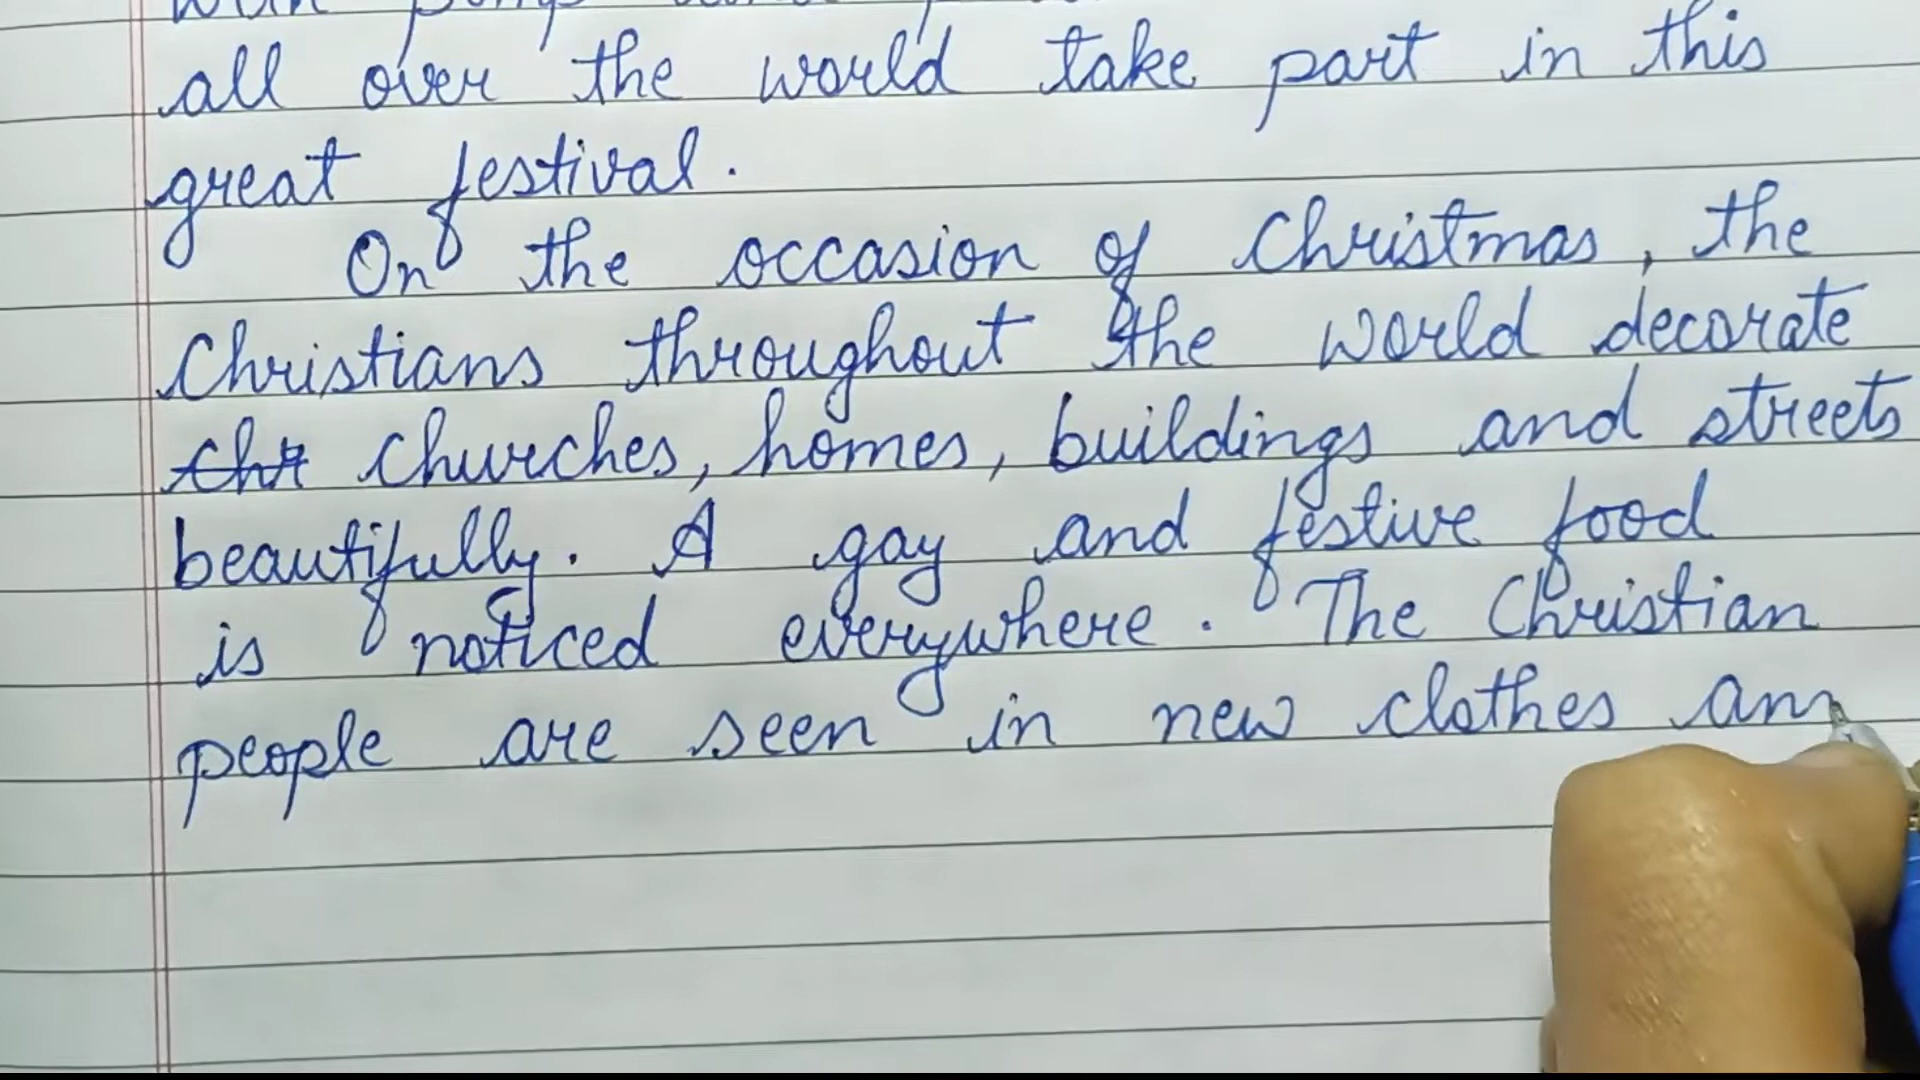 with pomp
all over the world take part in this
great festival.
On the occasion of Christmas, the
Christians throughout the world decorate
churches, homes, buildings and streets
beautifully. A gay and festive food
is noticed everywhere. The Christian
people are seen in new clothes an